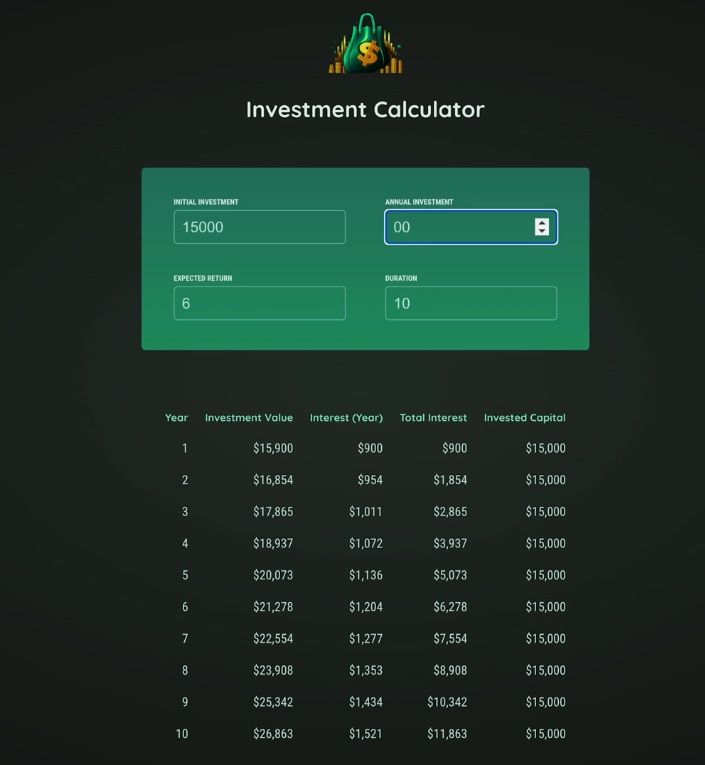 $
Investment Calculator
INITIAL INVESTMENT ANNUAL INVESTMENT
15000 00
EXPECTED RETURN DURATION
6 10
Year Investment Value Interest (Year) Total Interest Invested Capital
1 $15,900 $900 $900 $15,000
2 $16,854 $954 $1,854 $15,000
3 $17,865 $1,011 $2,865 $15,000
4 $18,937 $1,072 $3,937 $15,000
5 $20,073 $1,136 $5,073 $15,000
6 $21,278 $1,204 $6,278 $15,000
7 $22,554 $1,277 $7,554 $15,000
8 $23,908 $1,353 $8,908 $15,000
9 $25,342 $1,434 $10,342 $15,000
10 $26,863 $1,521 $11,863 $15,000